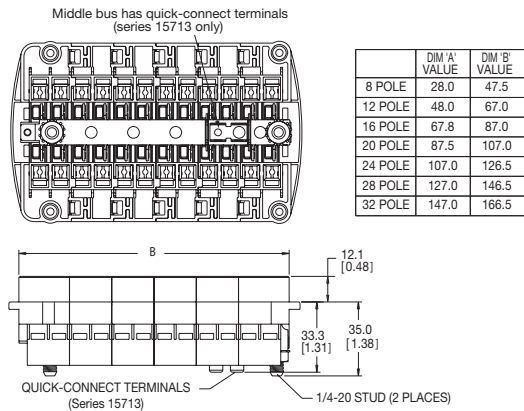 Middle bus has quick-connect terminals
(series 15713 only)
DIM 'A' VALUE DIM 'B' VALUE
8 POLE 28.0 47.5
12 POLE 48.0 67.0
16 POLE 67.8 87.0
20 POLE 87.5 107.0
24 POLE 107.0 126.5
28 POLE 127.0 146.5
32 POLE 147.0 166.5
B
12.1
[0.48]
33.3
[1.31]
35.0
[1.38]
QUICK-CONNECT TERMINALS
(Series 15713)
1/4-20 STUD (2 PLACES)